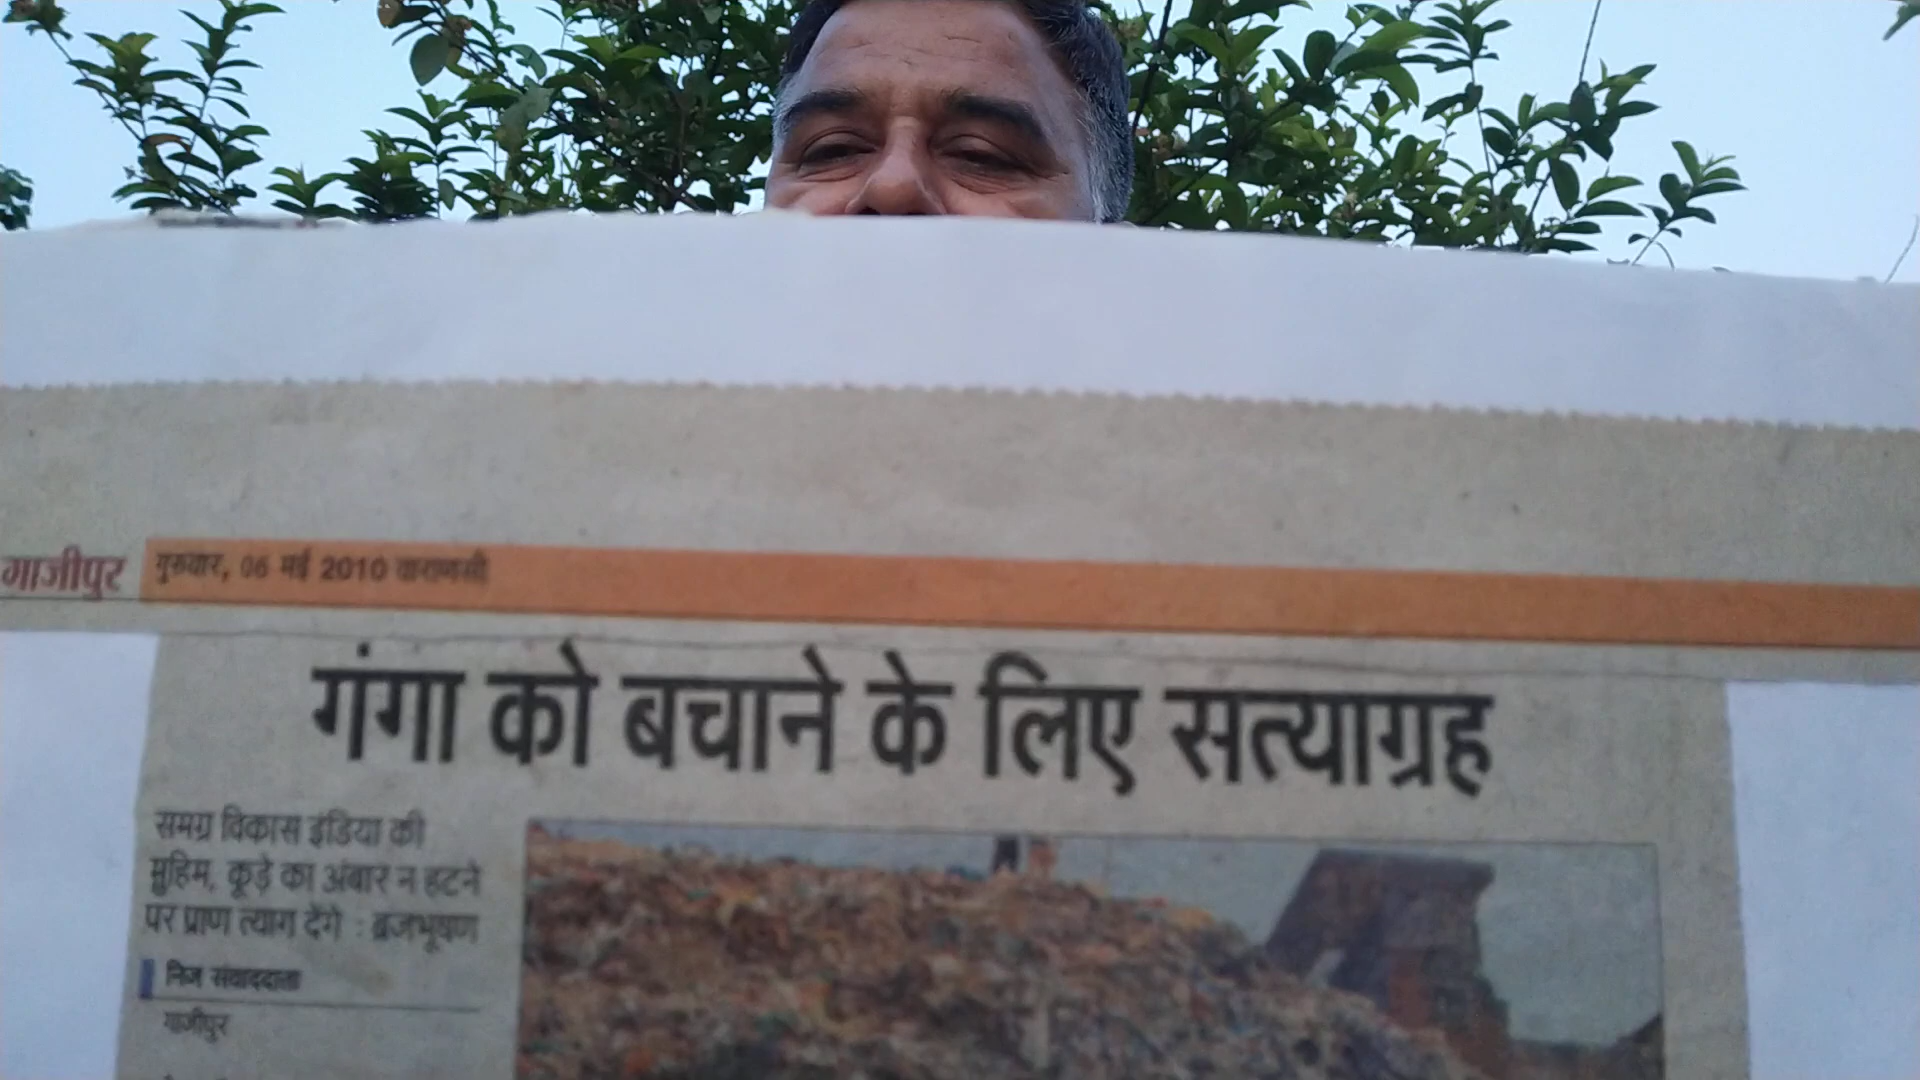 गाजीपुर
गुरुवार, 06 मई 2010 वाराणसी
गंगा को बचाने के लिए सत्याग्रह
समग्र विकास इंडिया की
मुहिम, कूड़े का अंबार न हटने
पर प्राण त्याग देंगे : ब्रजभूषण
निज संवाददाता
गाजीपुर